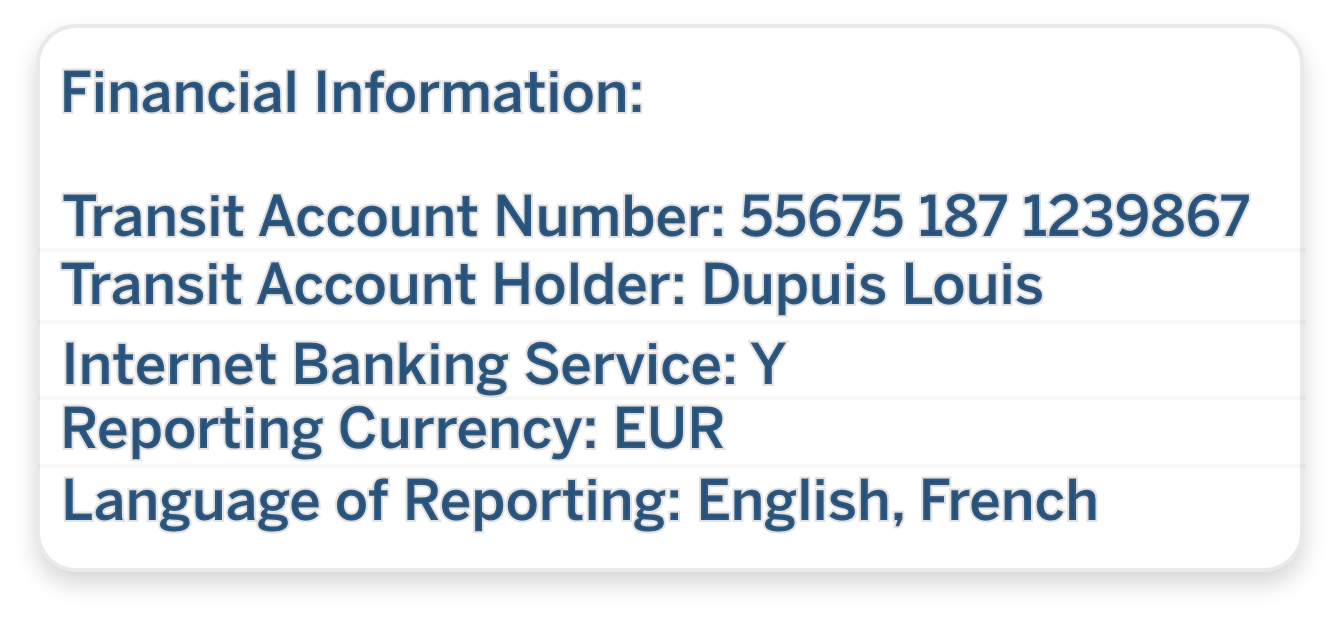 Financial Information:
Transit Account Number: 55675 187 1239867
Transit Account Holder: Dupuis Louis
Internet Banking Service: Y
Reporting Currency: EUR
Language of Reporting: English, French